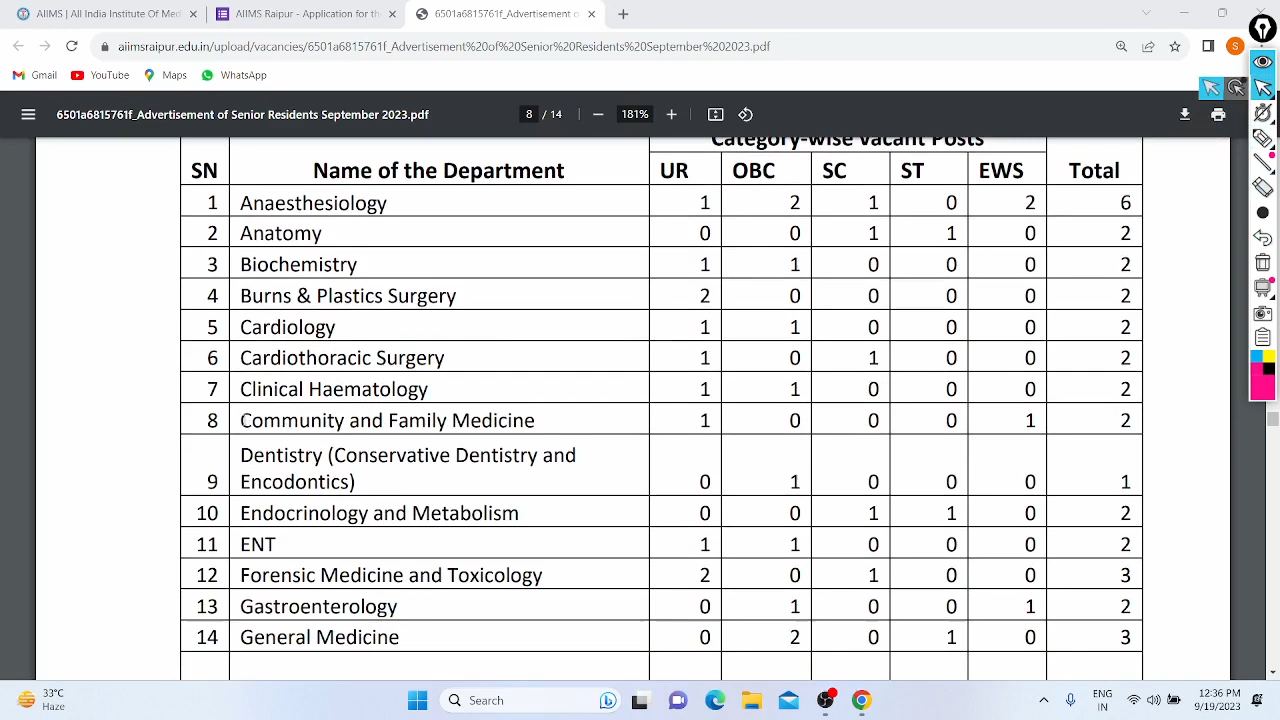 AIIMS | All India Institute Of Med
AIIMS Raipur - Application for the
6501a6815761f_Advertisement o
aiimsraipur.edu.in/upload/vacancies/6501a6815761f_Advertisement%20of%20
Residents%20September%202023.pdf
S
Gmail YouTube Maps WhatsApp
6501a6815761f_Advertisement of Senior Residents September 2023.pdf
8 / 14
181%
Category-wise Vacant Posts
SN Name of the Department UR OBC SC ST EWS Total
1 Anaesthesiology 1 2 1 0 2 6
2 Anatomy 0 0 1 1 0 2
3 Biochemistry 1 1 0 0 0 2
4 Burns & Plastics Surgery 2 0 0 0 0 2
5 Cardiology 1 1 0 0 0 2
6 Cardiothoracic Surgery 1 0 1 0 0 2
7 Clinical Haematology 1 1 0 0 0 2
8 Community and Family Medicine 1 0 0 0 1 2
Dentistry (Conservative Dentistry and
9 Encodontics) 0 1 0 0 0 1
10 Endocrinology and Metabolism 0 0 1 1 0 2
11 ENT 1 1 0 0 0 2
12 Forensic Medicine and Toxicology 2 0 1 0 0 3
13 Gastroenterology 0 1 0 0 1 2
14 General Medicine 0 2 0 1 0 3
33°C
Haze
Search
ENG
IN
12:36 PM
9/19/2023